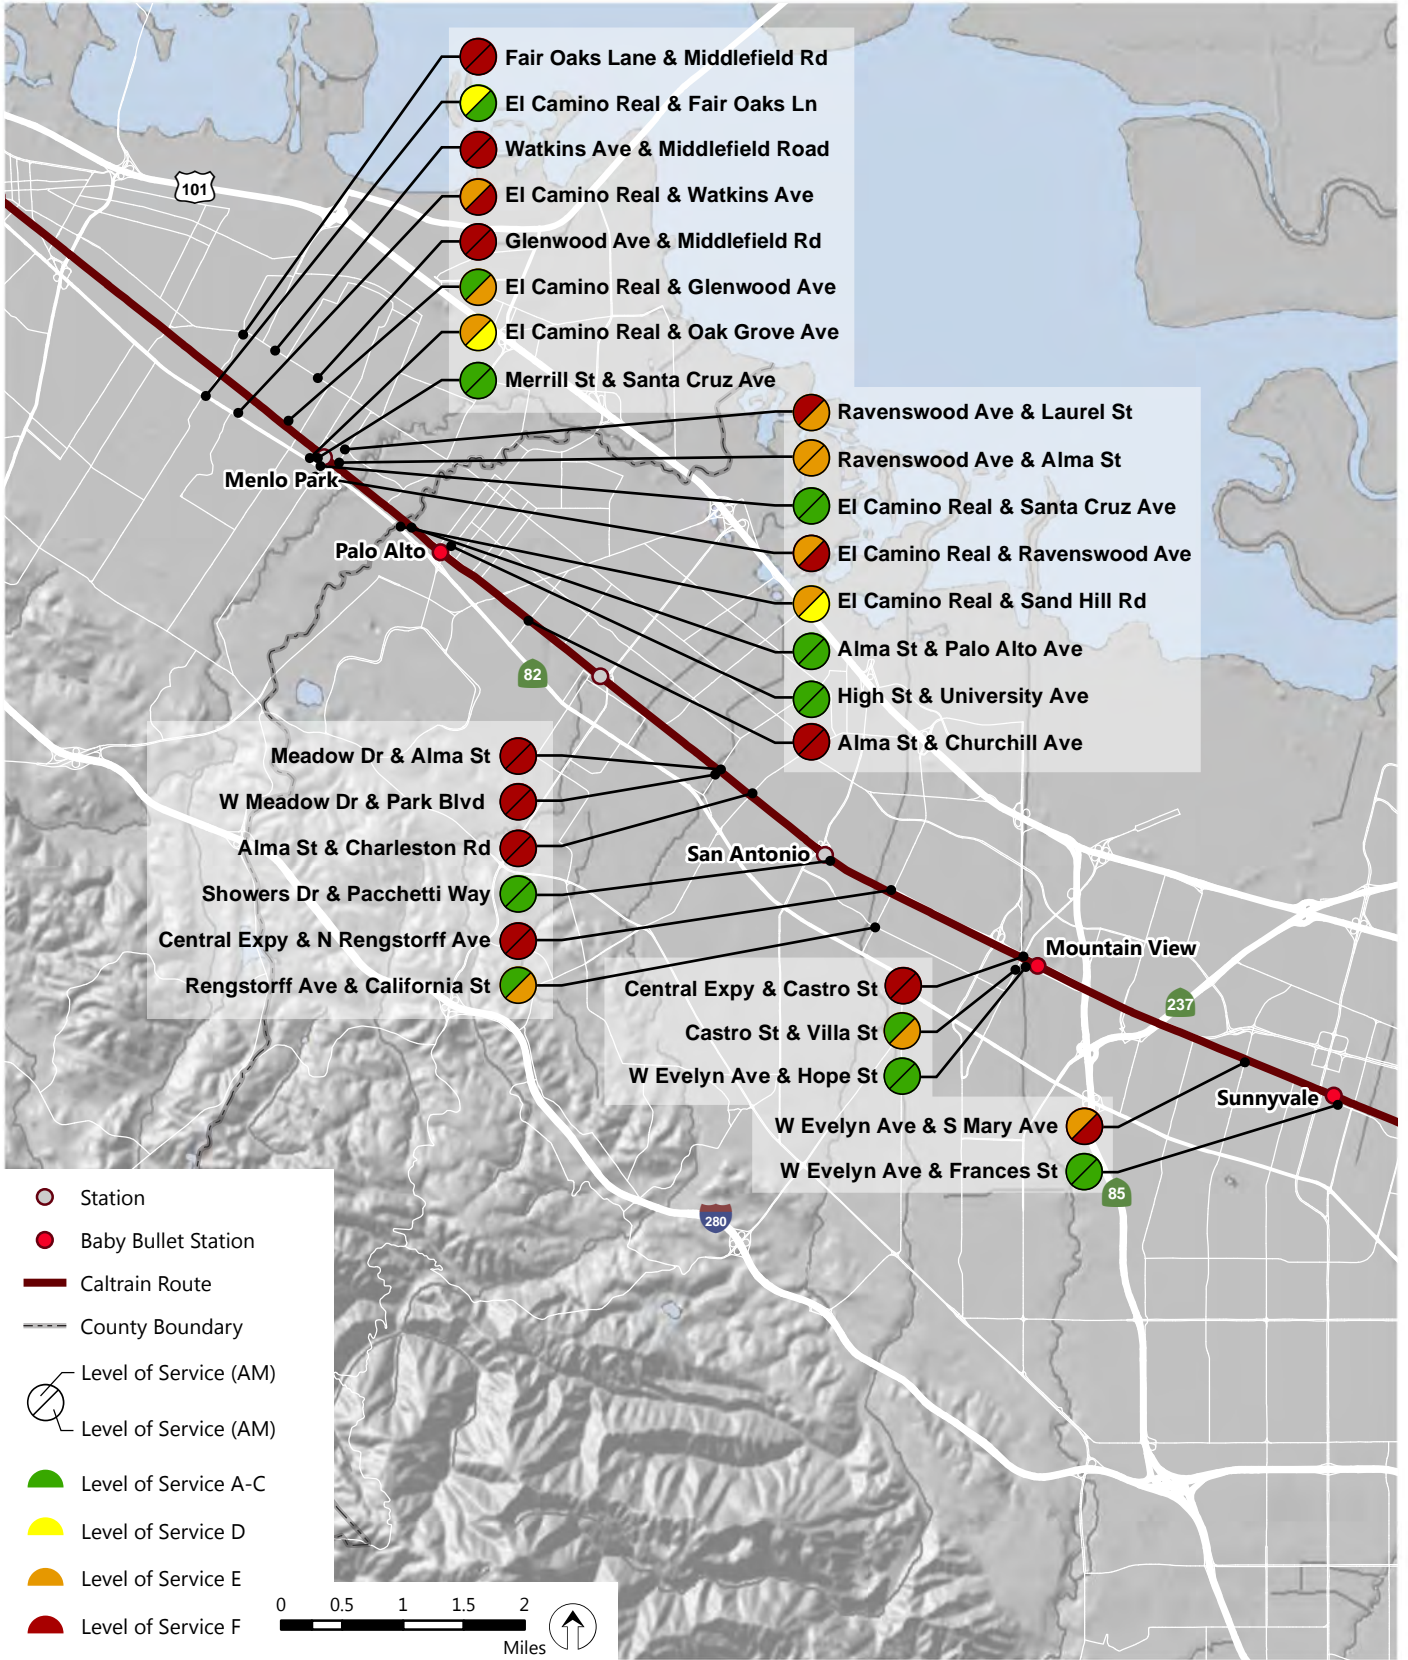 Fair Oaks Lane & Middlefield Rd
El Camino Real & Fair Oaks Ln
Watkins Ave & Middlefield Road
101
El Camino Real & Watkins Ave
Glenwood Ave & Middlefield Rd
El Camino Real & Glenwood Ave
El Camino Real & Oak Grove Ave
Merrill St & Santa Cruz Ave
Ravenswood Ave & Laurel St
Ravenswood Ave & Alma St
Menlo Park
El Camino Real & Santa Cruz Ave
Palo Alto
El Camino Real & Ravenswood Ave
El Camino Real & Sand Hill Rd
Alma St & Palo Alto Ave
82
High St & University Ave
Alma St & Churchill Ave
Meadow Dr & Alma St
W Meadow Dr & Park Blvd
Alma St & Charleston Rd
San Antonio
Showers Dr & Pacchetti Way
Central Expy & N Rengstorff Ave
Mountain View
Rengstorff Ave & California St
Central Expy & Castro St
237
Castro St & Villa St
W Evelyn Ave & Hope St
Sunnyvale
W Evelyn Ave & S Mary Ave
W Evelyn Ave & Frances St
85
280
Station
Baby Bullet Station
Caltrain Route
County Boundary
Level of Service (AM)
Level of Service (AM)
Level of Service A-C
Level of Service D
Level of Service E
Level of Service F
0 0.5 1 1.5 2
Miles